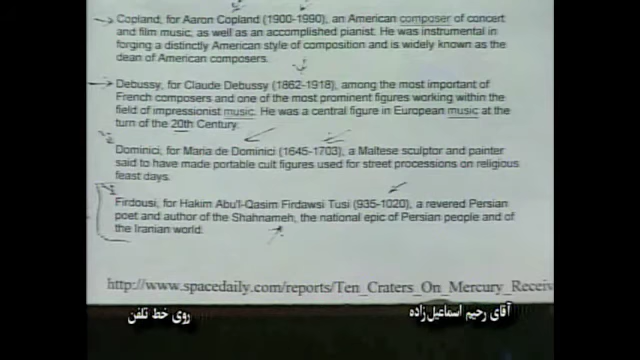 Copland, for Aaron Copland (1900-1990), an American composer of concert
and film music, as well as an accomplished pianist. He was instrumental in
forging a distinctly American style of composition and is widely known as the
dean of American composers.
Debussy, for Claude Debussy (1862-1918), among the most important of
French composers and one of the most prominent figures working within the
field of impressionist music. He was a central figure in European music at the
turn of the 20th Century.
Dominici, for Maria de Dominici (1645-1703), a Maltese sculptor and painter
said to have made portable cult figures used for street processions on religious
feast days.
Firdousi, for Hakim Abu'l-Qasim Firdawsi Tusi (935-1020), a revered Persian
poet and author of the Shahnameh, the national epic of Persian people and of
the Iranian world.
http://www.spacedaily.com/reports/Ten_Craters_On_Mercury_Receiv
آقای رحیم اسماعیل‌زاده
روی خط تلفن